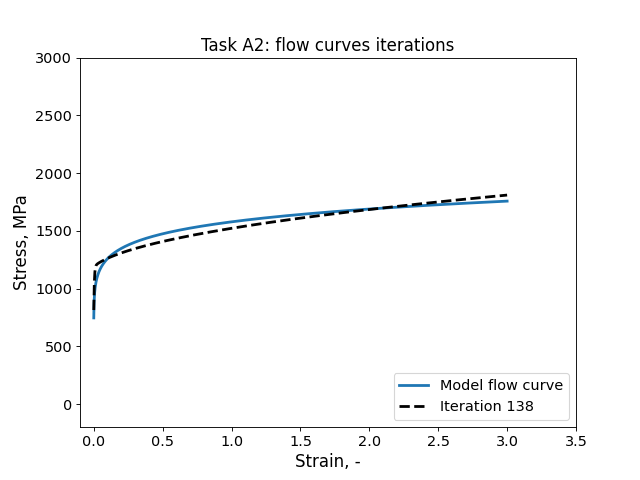 Task A2: flow curves iterations
3000
2500
2000
1500
1000
500
0
Stress, MPa
0.0 0.5 1.0 1.5 2.0 2.5 3.0 3.5
Strain, -
Model flow curve
Iteration 138